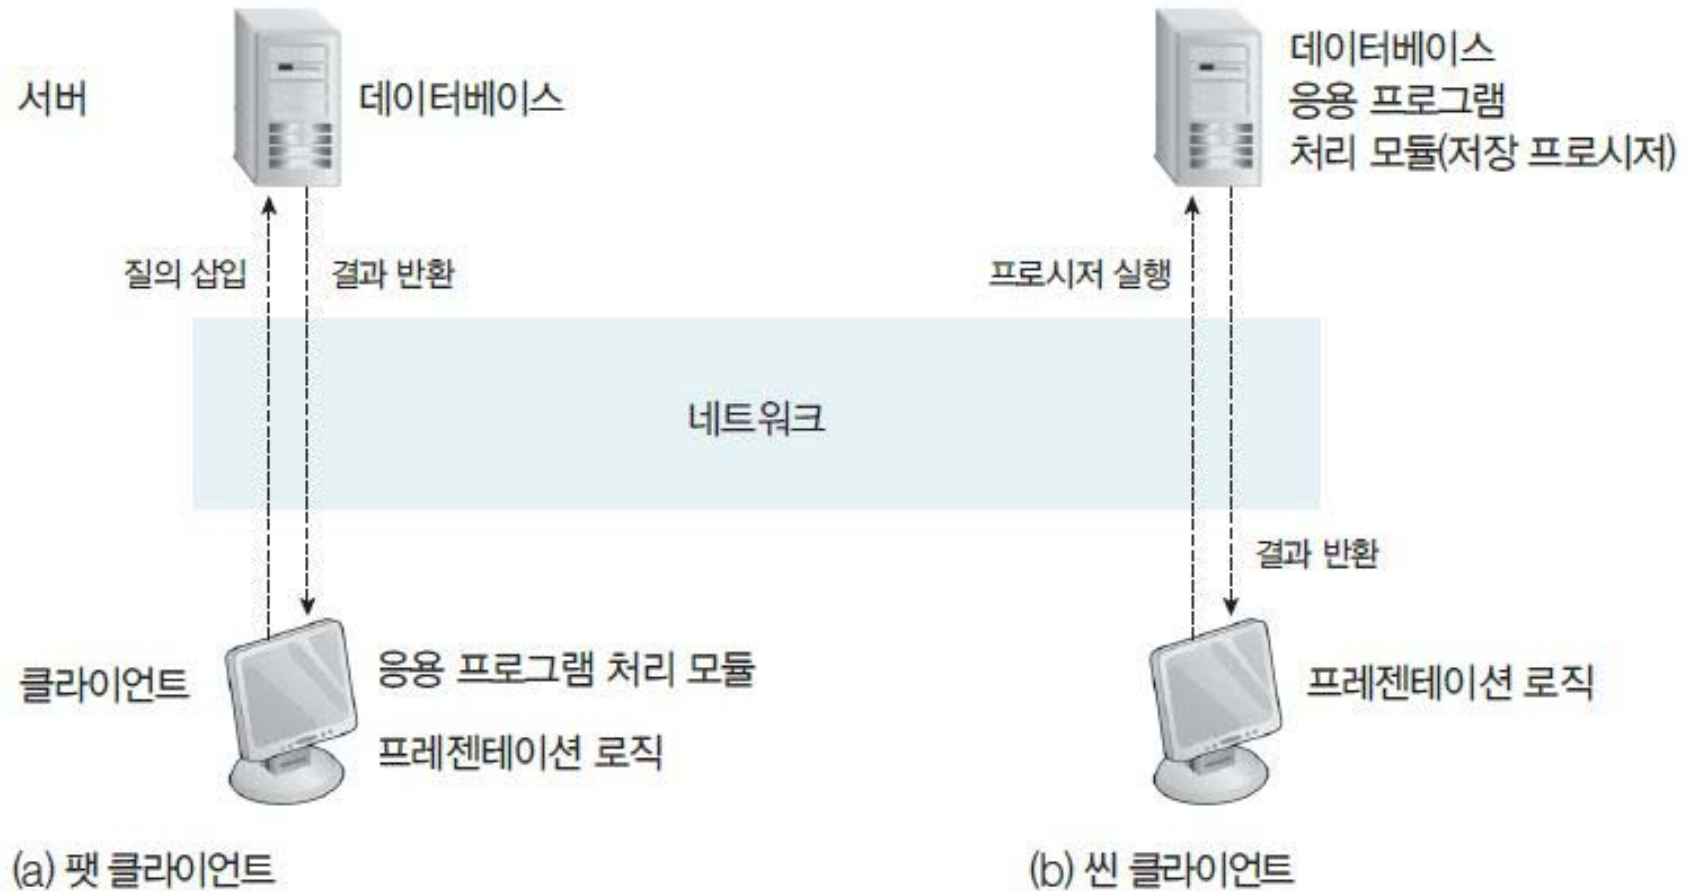 서버
데이터베이스
데이터베이스
응용 프로그램
처리 모듈(저장 프로시저)
질의 삽입
결과 반환
프로시저 실행
네트워크
결과 반환
클라이언트
응용 프로그램 처리 모듈
프레젠테이션 로직
프레젠테이션 로직
(a) 팻 클라이언트
(b) 씬 클라이언트